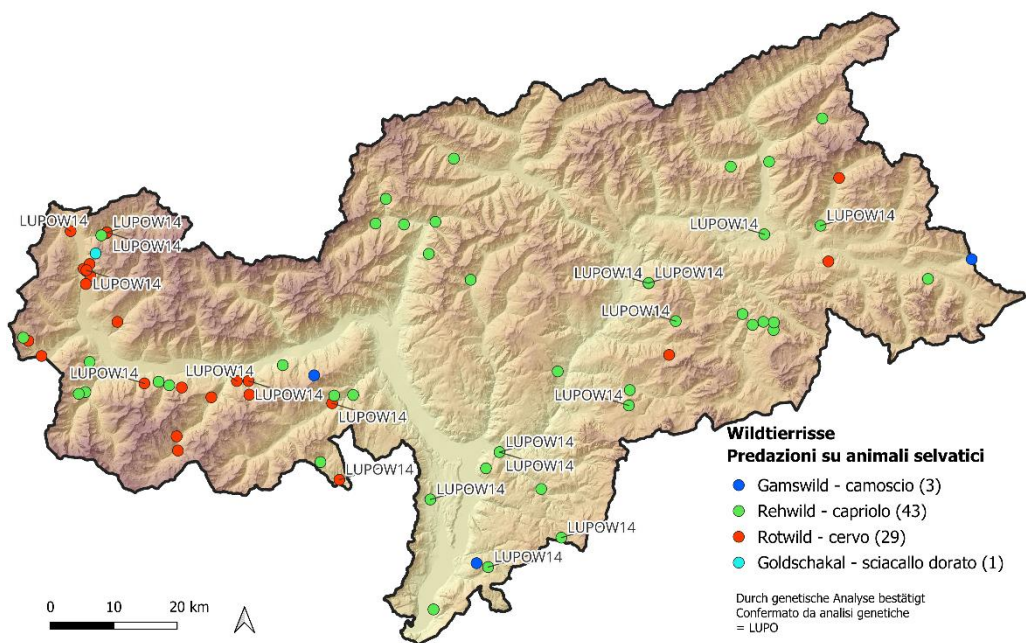 LUPOW14
LUPOW14
LUPOW14
LUPOW14
LUPOW14
LUPOW14 LUPOW14
LUPOW14
LUPOW14
LUPOW14
LUPOW14
LUPOW14
LUPOW14
LUPOW14
LUPOW14
LUPOW14
LUPOW14
LUPOW14
LUPOW14
LUPOW14
Wildtierrisse
Predazioni su animali selvatici
Gamswild - camoscio (3)
Rehwild - capriolo (43)
Rotwild - cervo (29)
Goldschakal - sciacallo dorato (1)
Durch genetische Analyse bestätigt
Confermato da analisi genetiche
= LUPO
0 10 20 km